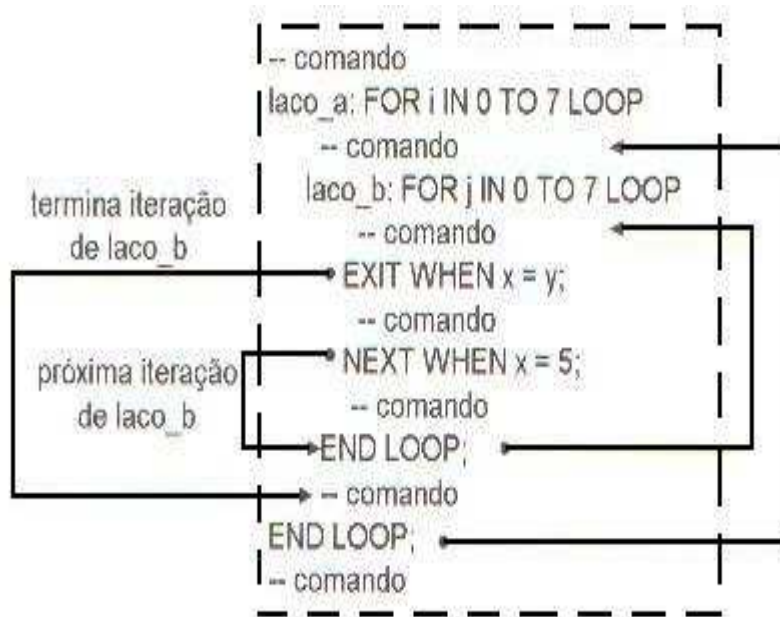 -- comando
laco_a: FOR i IN 0 TO 7 LOOP
-- comando
laco_b: FOR j IN 0 TO 7 LOOP
-- comando
termina iteração
de laco_b
EXIT WHEN x = y;
-- comando
NEXT WHEN x = 5;
próxima iteração
de laco_b
-- comando
END LOOP;
-- comando
END LOOP;
-- comando